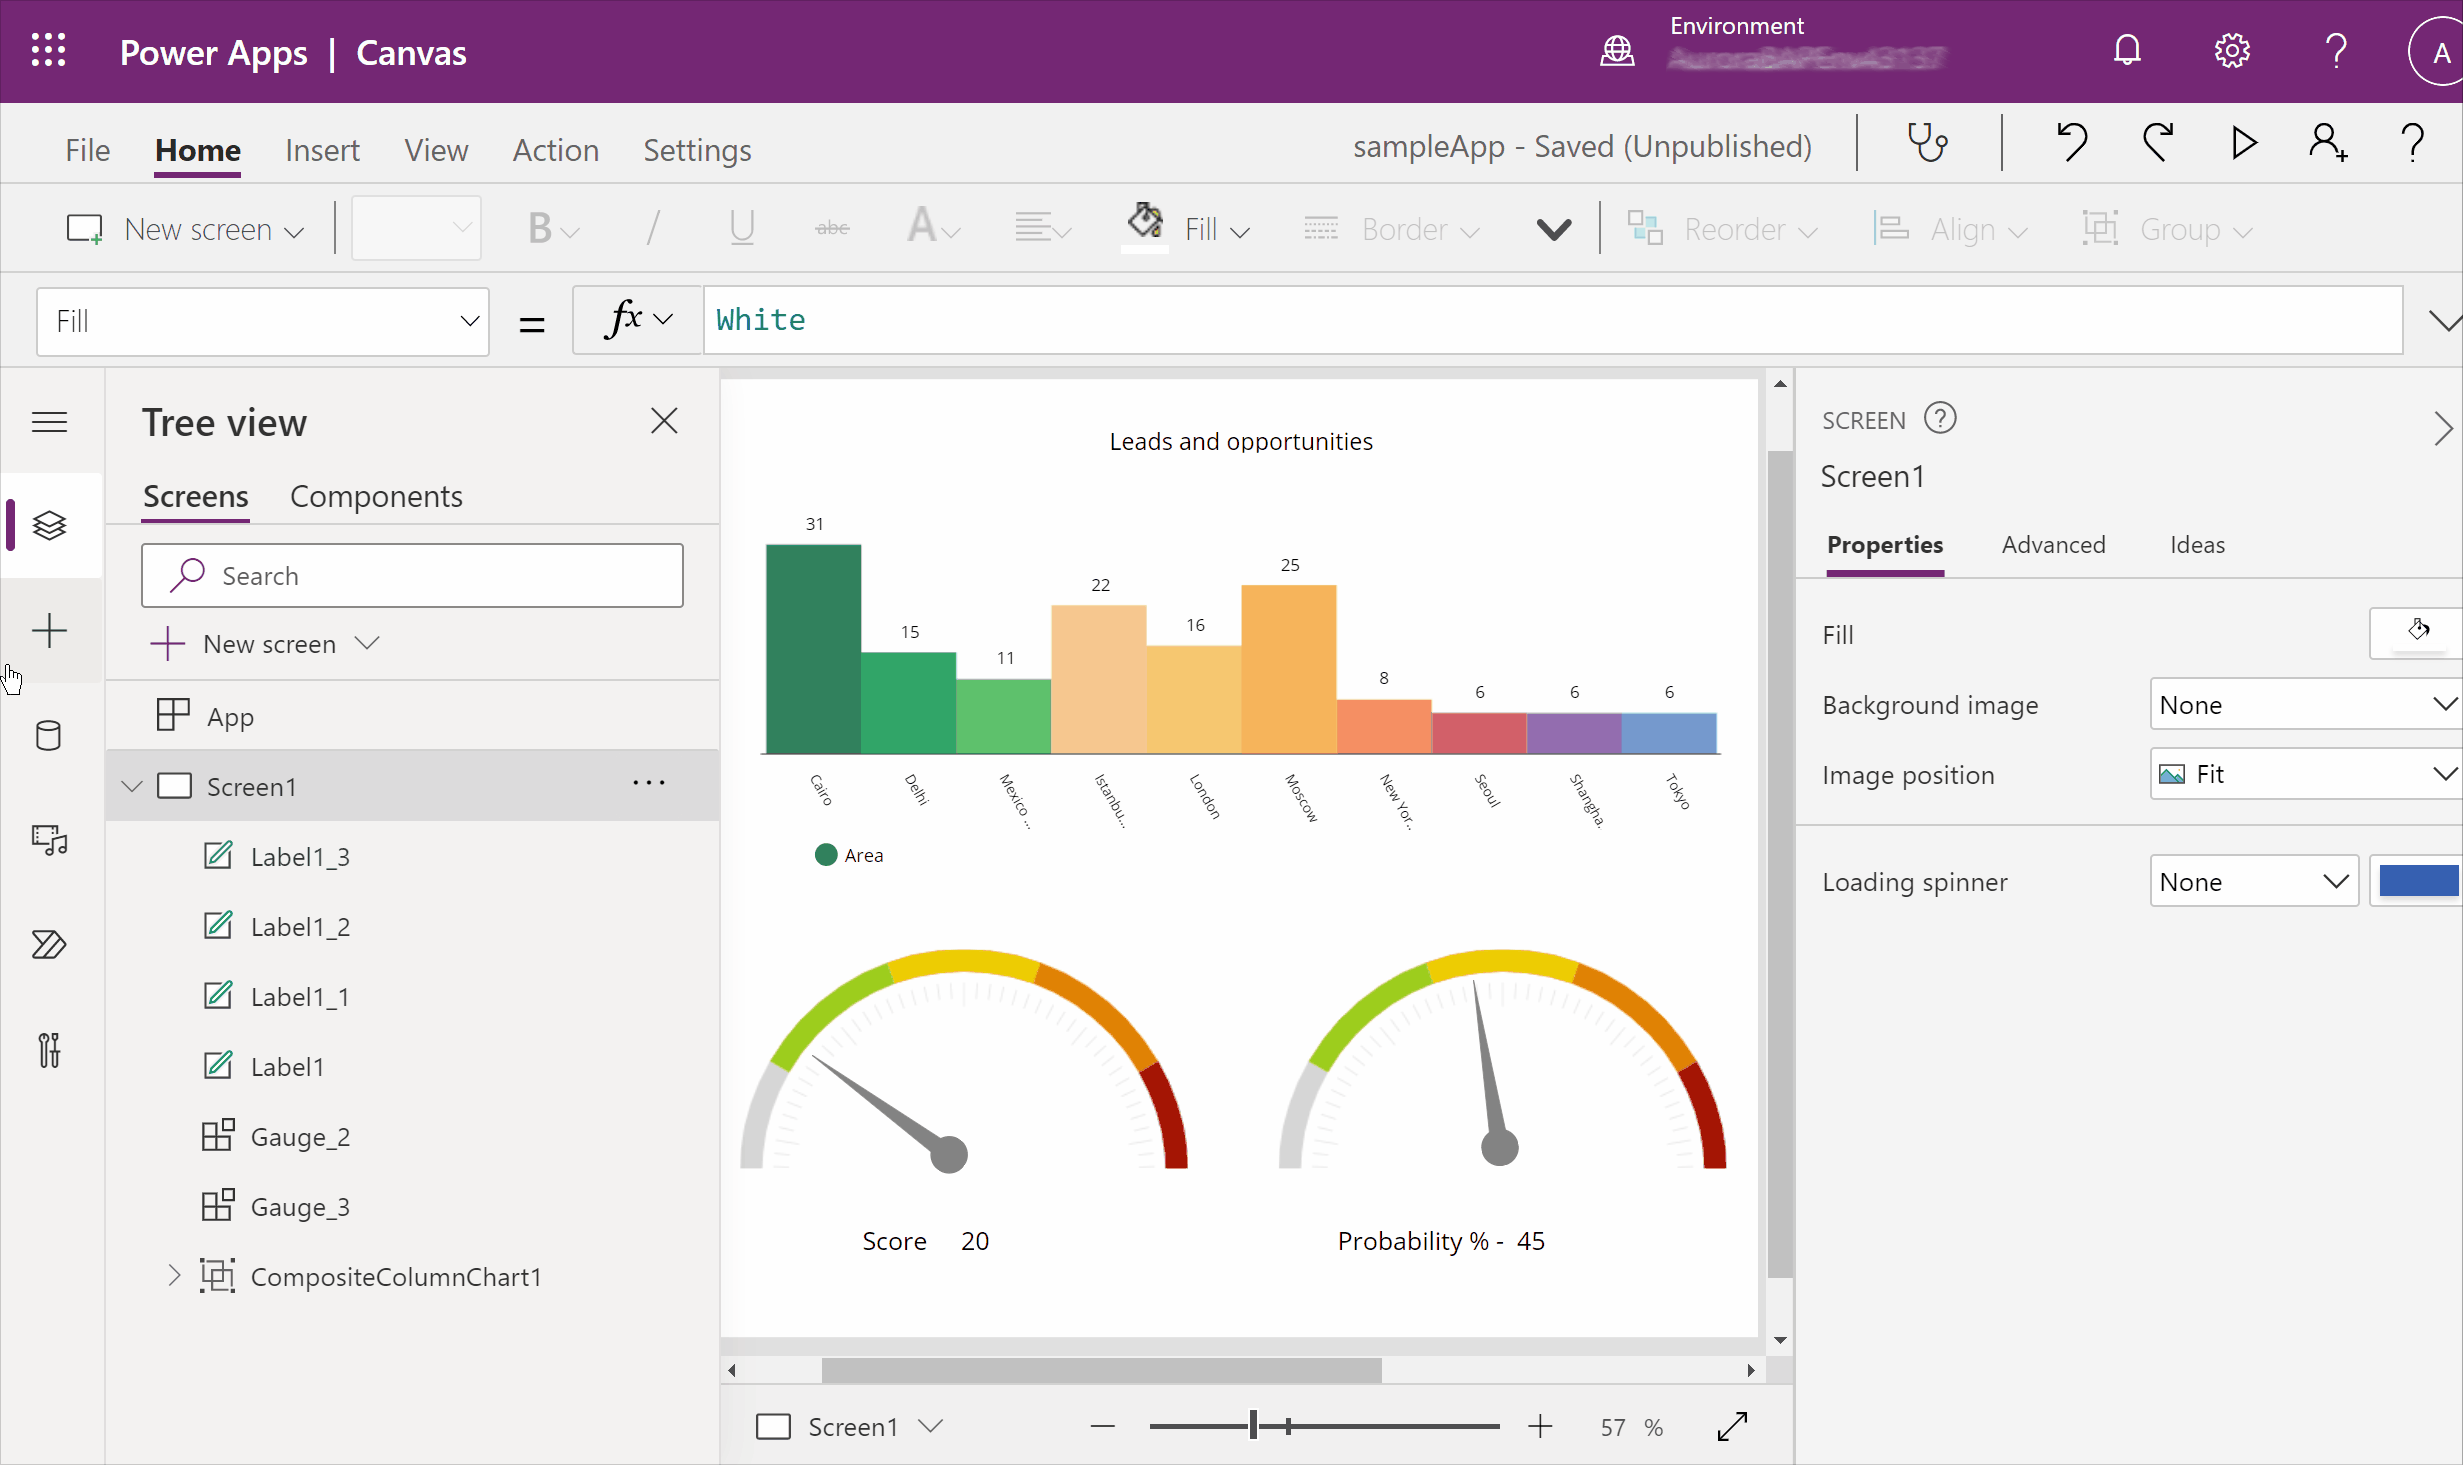 Power Apps | Canvas
Environment
A
File Home Insert View Action Settings
sampleApp - Saved (Unpublished)
New screen
B / U abc A
Fill
Border
Reorder
Align
Group
Fill
=
fx
White
Tree view
Screens Components
Search
New screen
App
Screen1
Label1_3
Label1_2
Label1_1
Label1
Gauge_2
Gauge_3
CompositeColumnChart1
Leads and opportunities
31
15
11
22
16
25
8
6
6
6
Cairo
Delhi
Mexico ...
Istanbu...
London
Moscow
New Yor..
Seoul
Shangha.
Tokyo
Area
Score 20
Probability % - 45
Screen1
57 %
SCREEN
Screen1
Properties Advanced Ideas
Fill
Background image
None
Image position
Fit
Loading spinner
None